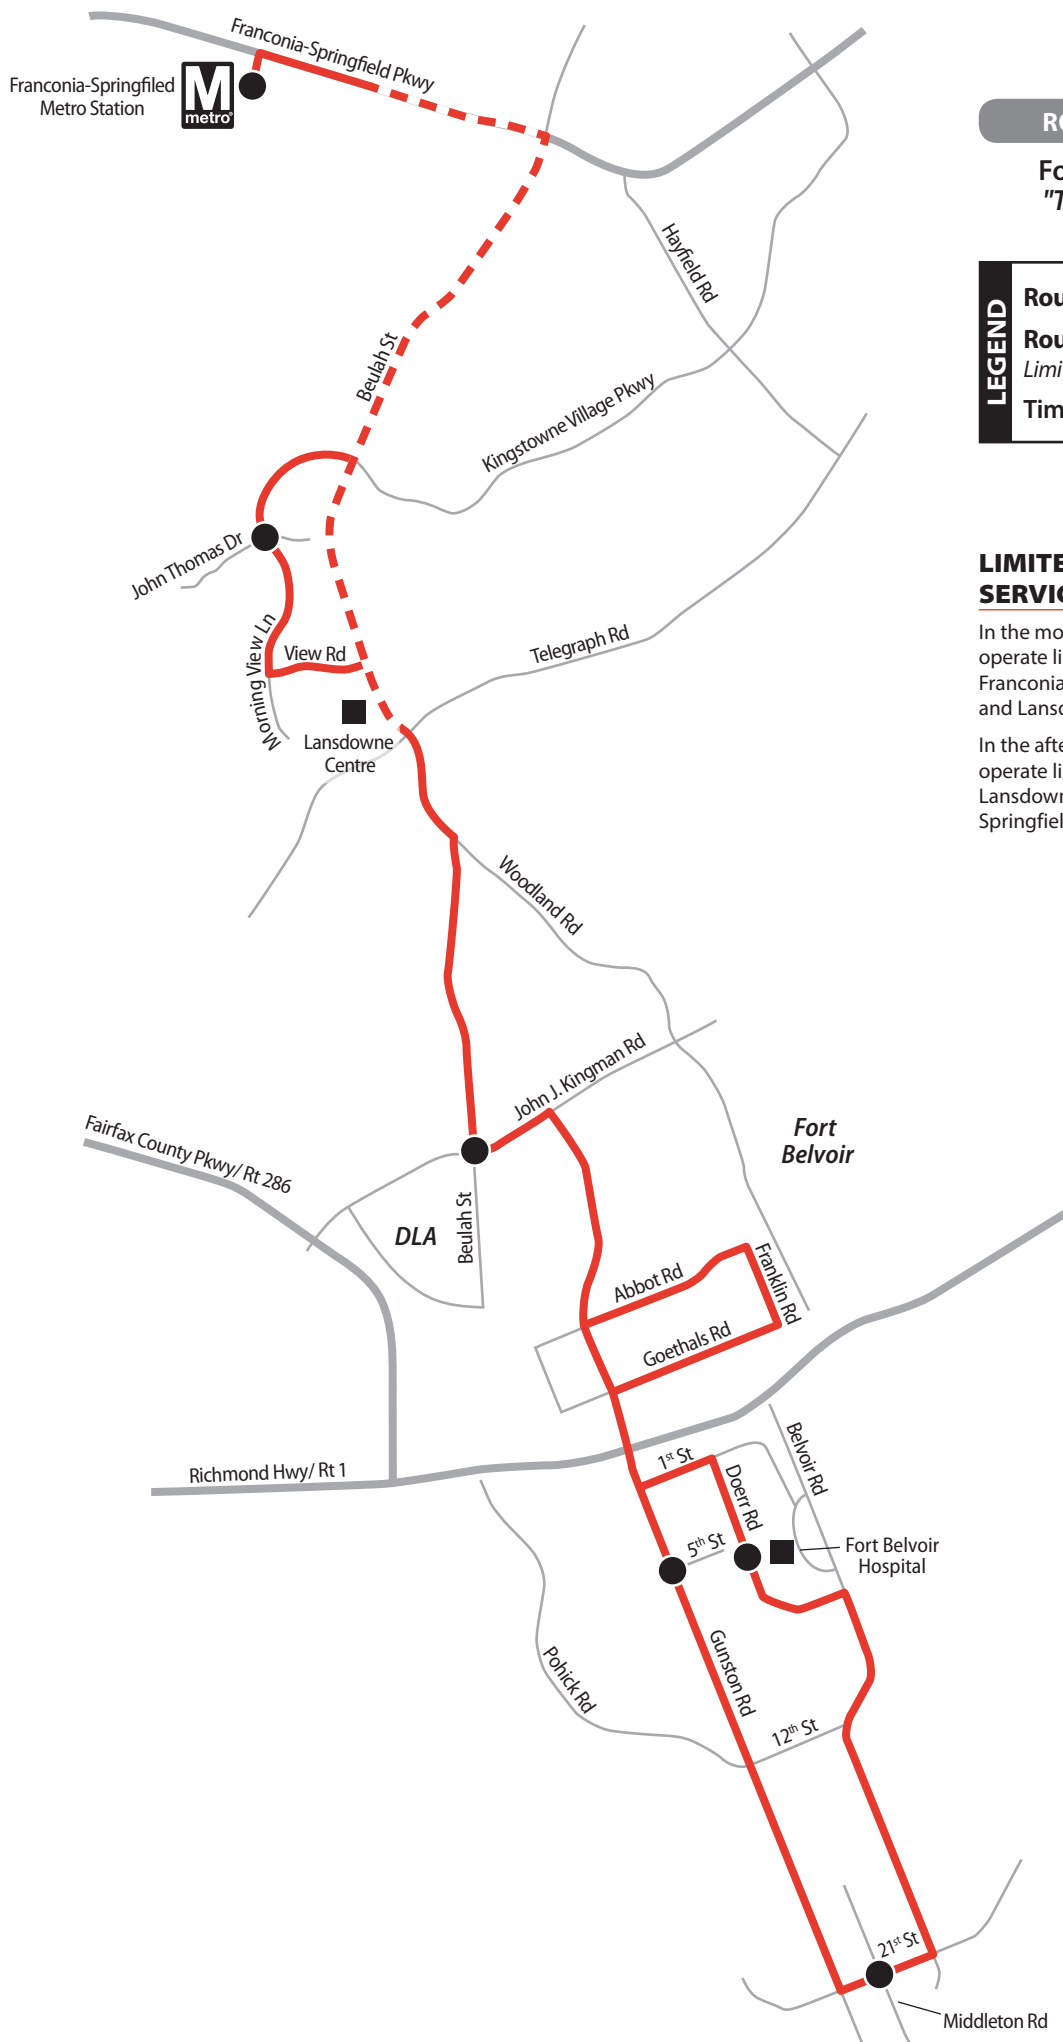 Franconia-Springfield Pkwy
Franconia-Springfiled
Metro Station
M
metro
Hayfield Rd
Beulah St
Kingstowne Village Pkwy
John Thomas Dr
Telegraph Rd
View Rd
Morning View Ln
Lansdowne
Centre
Woodland Rd
John J. Kingman Rd
Fairfax County Pkwy/ Rt 286
Fort
Belvoir
DLA
Beulah St
Abbot Rd
Franklin Rd
Goethals Rd
Belvoir Rd
1st St
Richmond Hwy/ Rt 1
Doerr Rd
5th St
Fort Belvoir
Hospital
Gunston Rd
Pohick Rd
12th St
21st St
Middleton Rd
LEGEND
Limi
Tim
SERVIC
In the mo
operate li
Franconia
and Lansd
In the afte
operate li
Lansdown
Springfiel